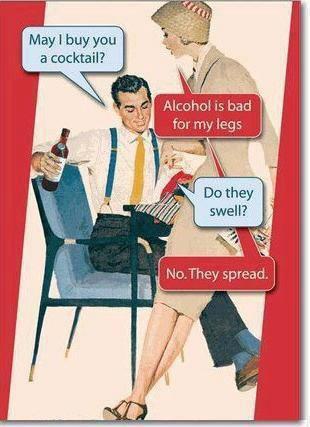 May I buy you
a cocktail?
Alcohol is bad
for my legs
Do they
swell?
No. They spread.